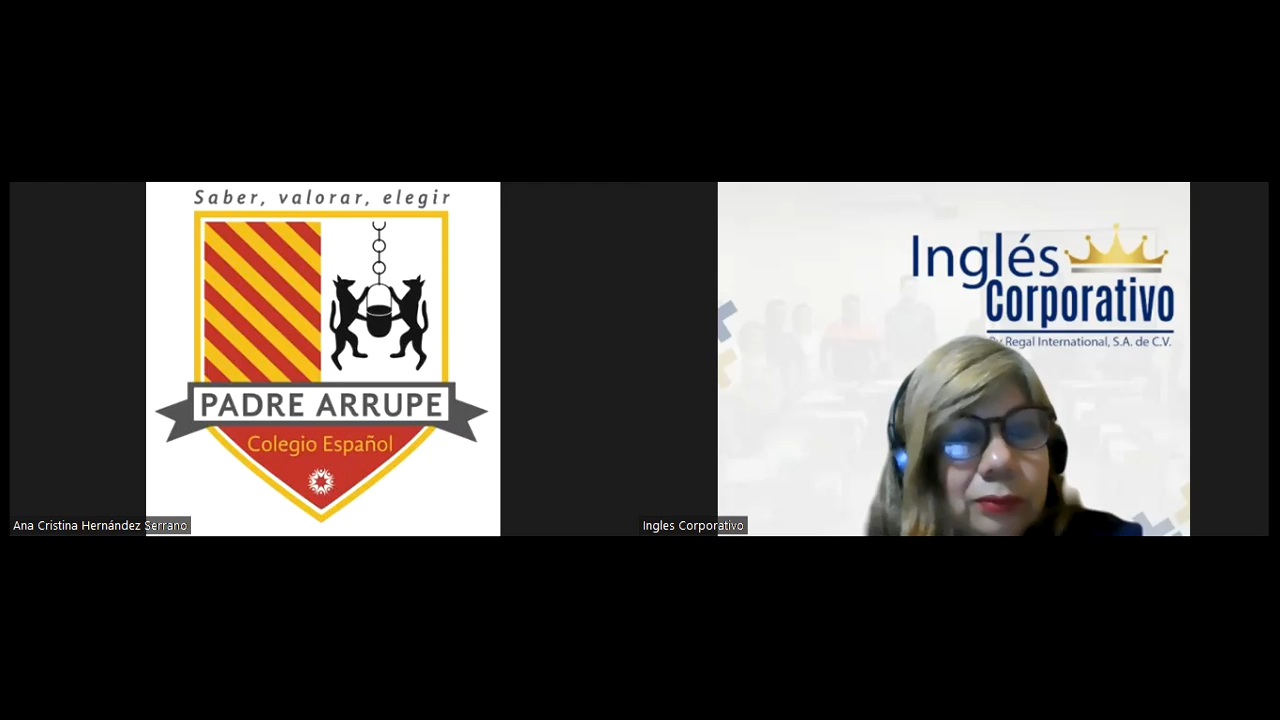 Saber, valorar, elegir
PADRE ARRUPE
Colegio Español
Ana Cristina Hernández Serrano
Inglés
Corporativo
By Regal International, S.A. de C.V.
Ingles Corporativo